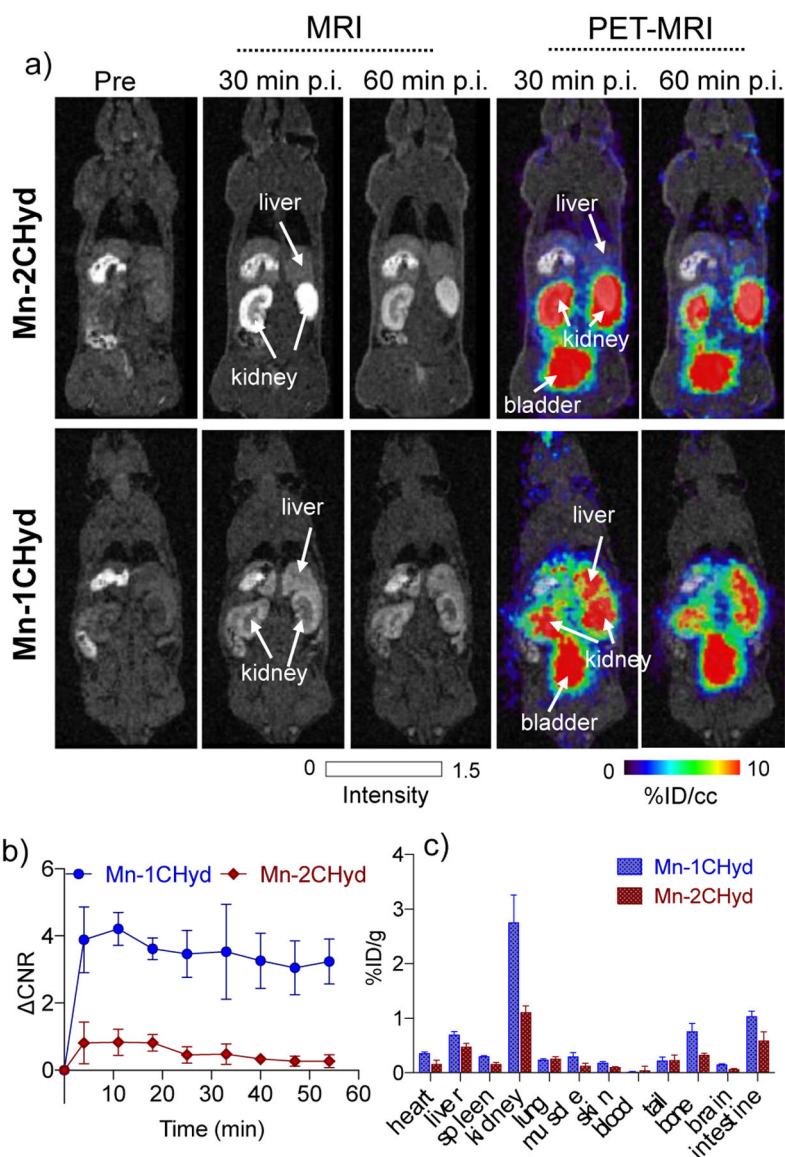 MRI PET-MRI
a) Pre 30 min p.i. 60 min p.i. 30 min p.i. 60 min p.i.
Mn-2CHyd
liver
kidney
liver
kidney
bladder
Mn-1CHyd
liver
kidney
liver
kidney
bladder
0 1.5
Intensity
0 10
%ID/cc
b)
Mn-1CHyd Mn-2CHyd
6
4
2
0
ΔCNR
0 10 20 30 40 50 60
Time (min)
c)
Mn-1CHyd
Mn-2CHyd
4
3
2
1
0
%ID/g
heart
liver
spleen
kidney
lung
muscle
skin
blood
tail
bone
brain
intestine